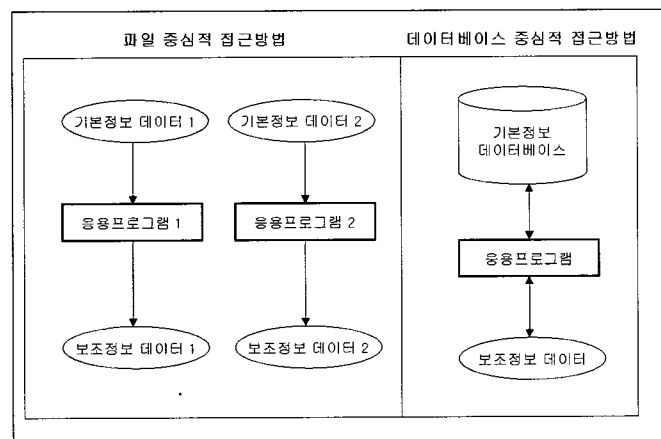 파일 중심적 접근방법
데이터베이스 중심적 접근방법
기본정보 데이터 1
기본정보 데이터 2
응용프로그램 1
응용프로그램 2
보조정보 데이터 1
보조정보 데이터 2
기본정보
데이터베이스
응용프로그램
보조정보 데이터